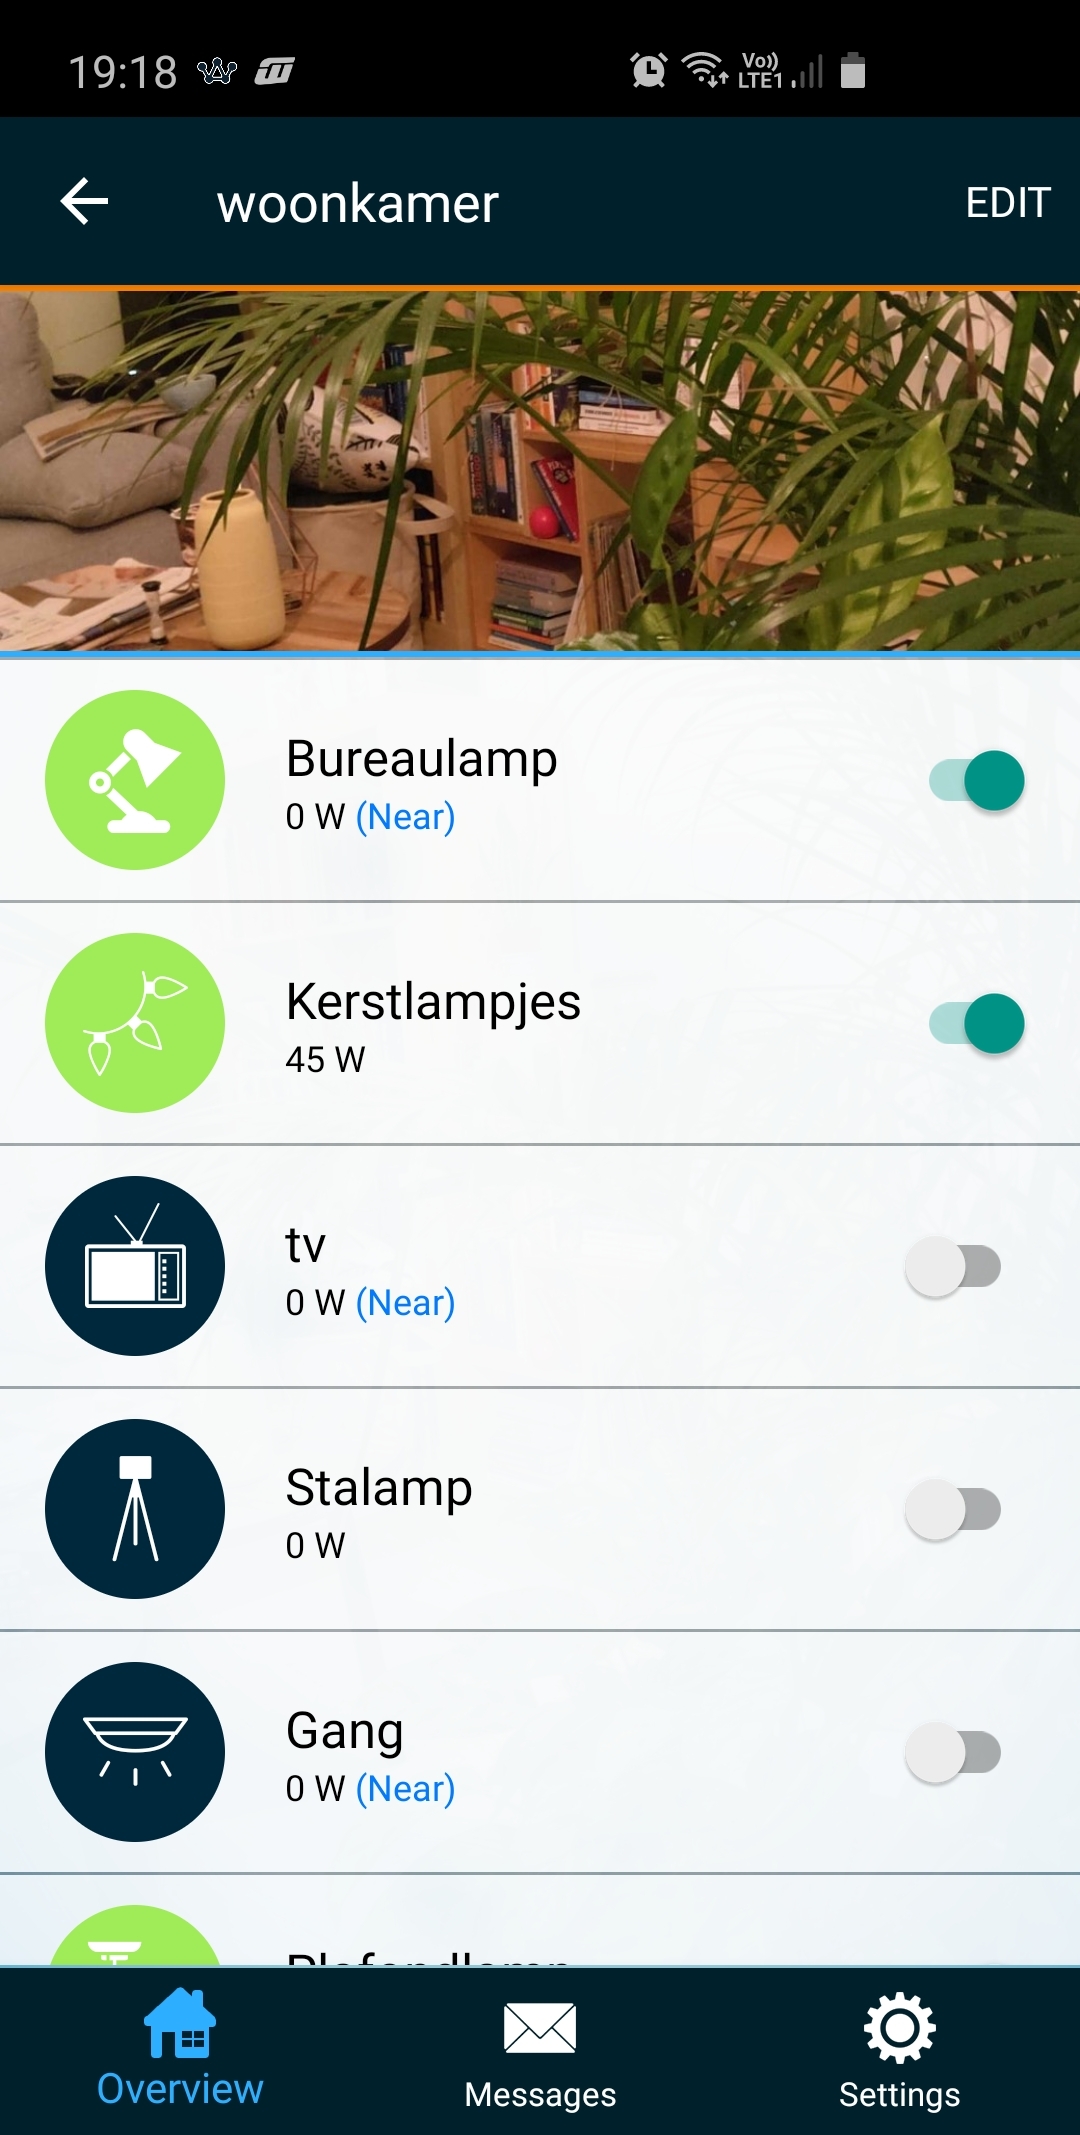 19:18
Vo))
LTE1
woonkamer
EDIT
Bureaulamp
0 W (Near)
Kerstlampjes
45 W
tv
0 W (Near)
Stalamp
0 W
Gang
0 W (Near)
Plafondlamp
Overview
Messages
Settings